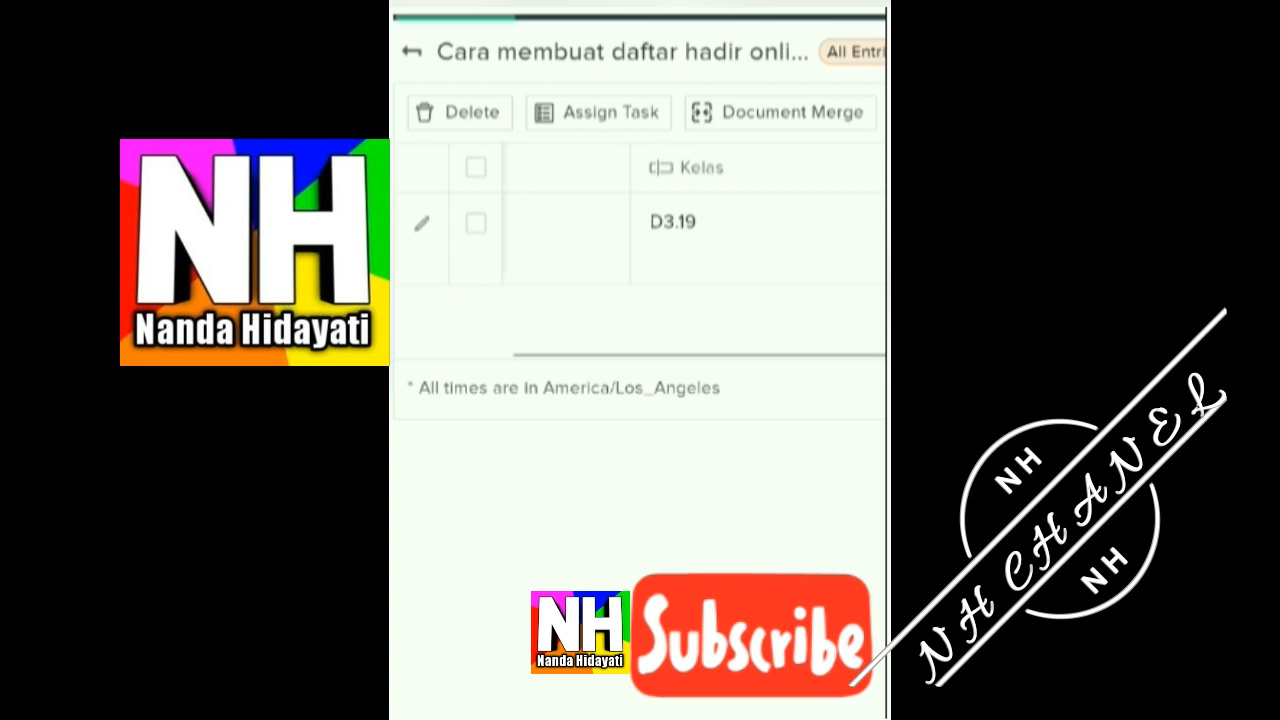 Cara membuat daftar hadir onli...
All Entri
Delete
Assign Task
Document Merge
Kelas
D3.19
* All times are in America/Los_Angeles
NH
Nanda Hidayati
NH
Nanda Hidayati
Subscribe
NH
NH CHANEL
NH